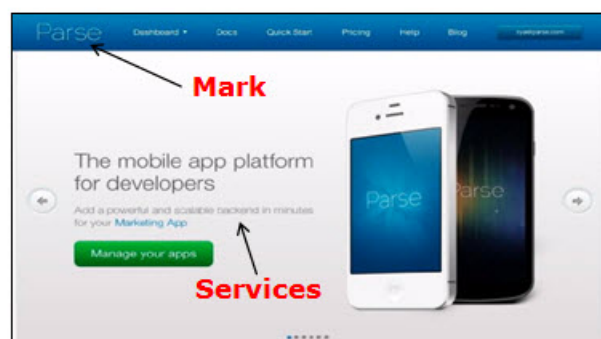 Parse Dashboard Docs Quick Start Pricing Help Blog
Mark
The mobile app platform
for developers
Add a powerful and scalable backend in minutes
for your Marketing App
Manage your apps
Services
Parse
Parse